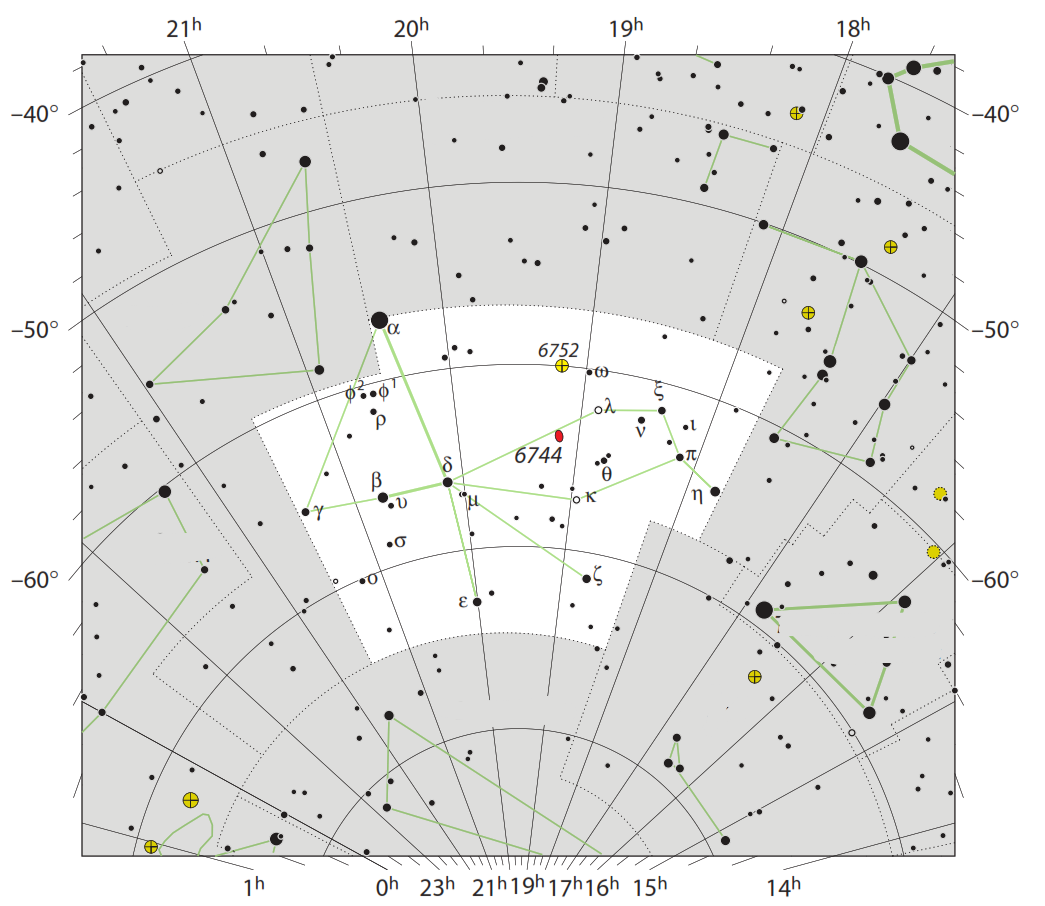 21ʰ 20ʰ 19ʰ 18ʰ
–40° –40°
–50° –50°
–60° –60°
α
6752
ω
φ² φ¹
ρ
λ
ξ
ν
ι
6744
θ
π
δ
β
υ
μ
κ
η
γ
σ
ο
ζ
ε
1ʰ 0ʰ 23ʰ 21ʰ 19ʰ 17ʰ 16ʰ 15ʰ 14ʰ